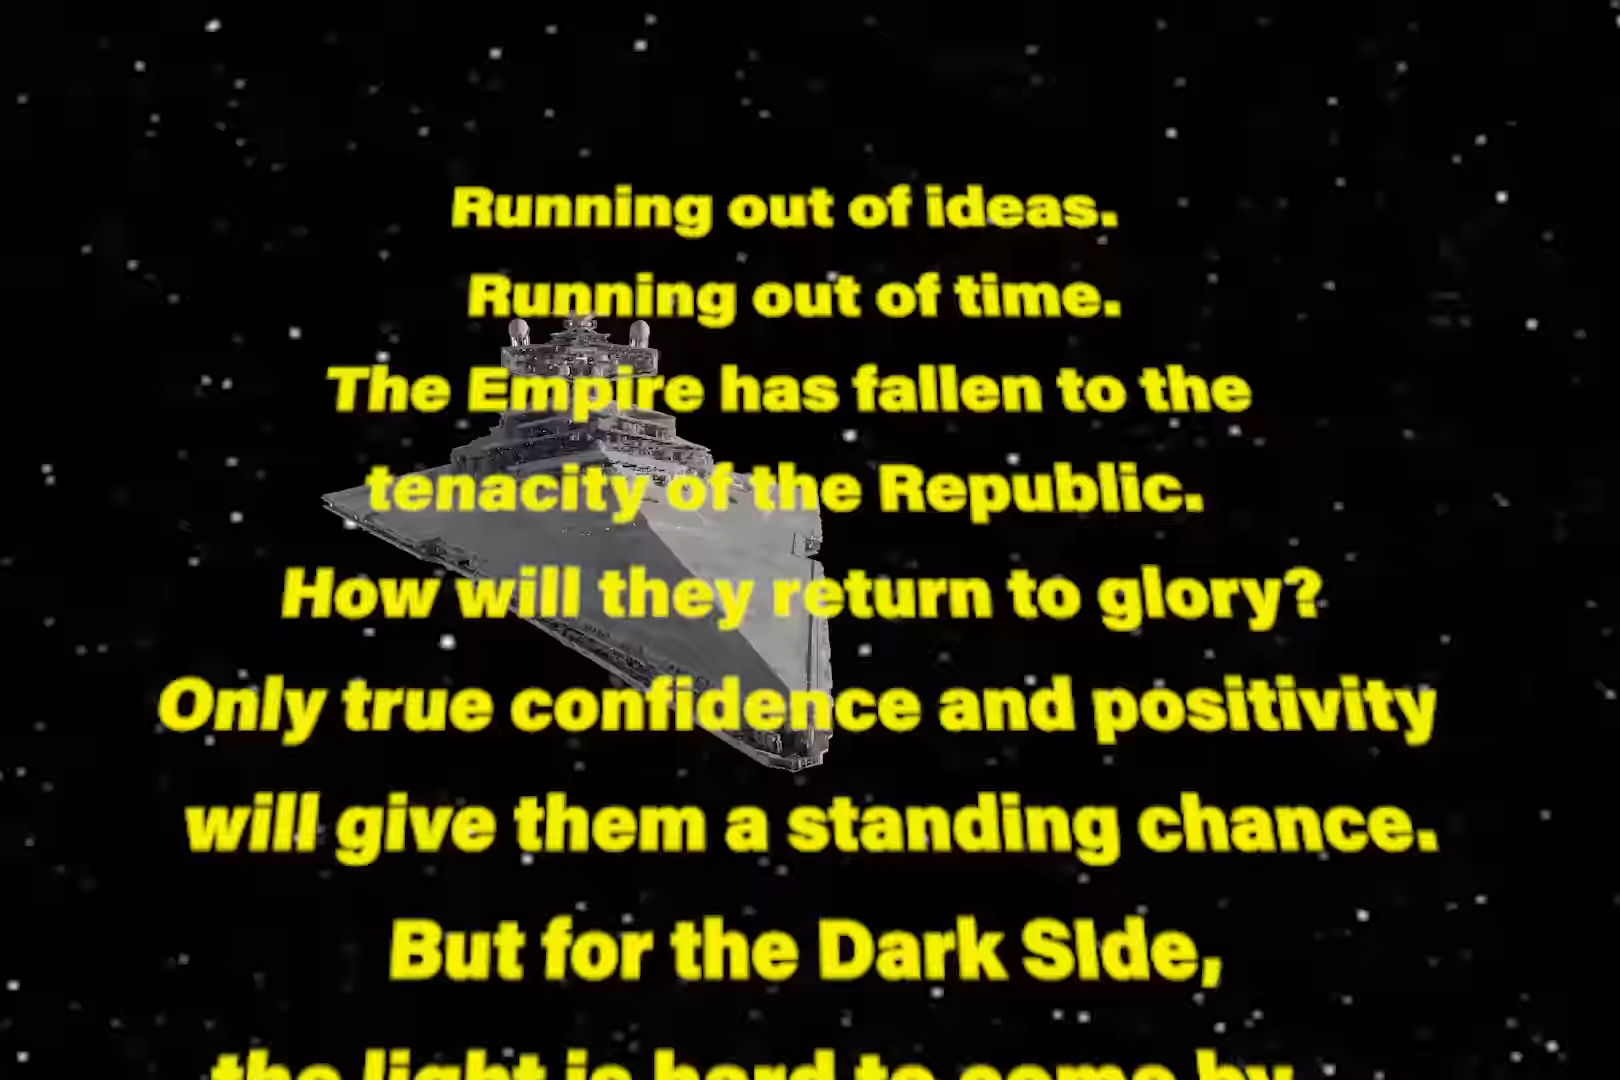 Running out of ideas.
Running out of time.
The Empire has fallen to the
tenacity of the Republic.
How will they return to glory?
Only true confidence and positivity
will give them a standing chance.
But for the Dark SIde,
the light is hard to come by